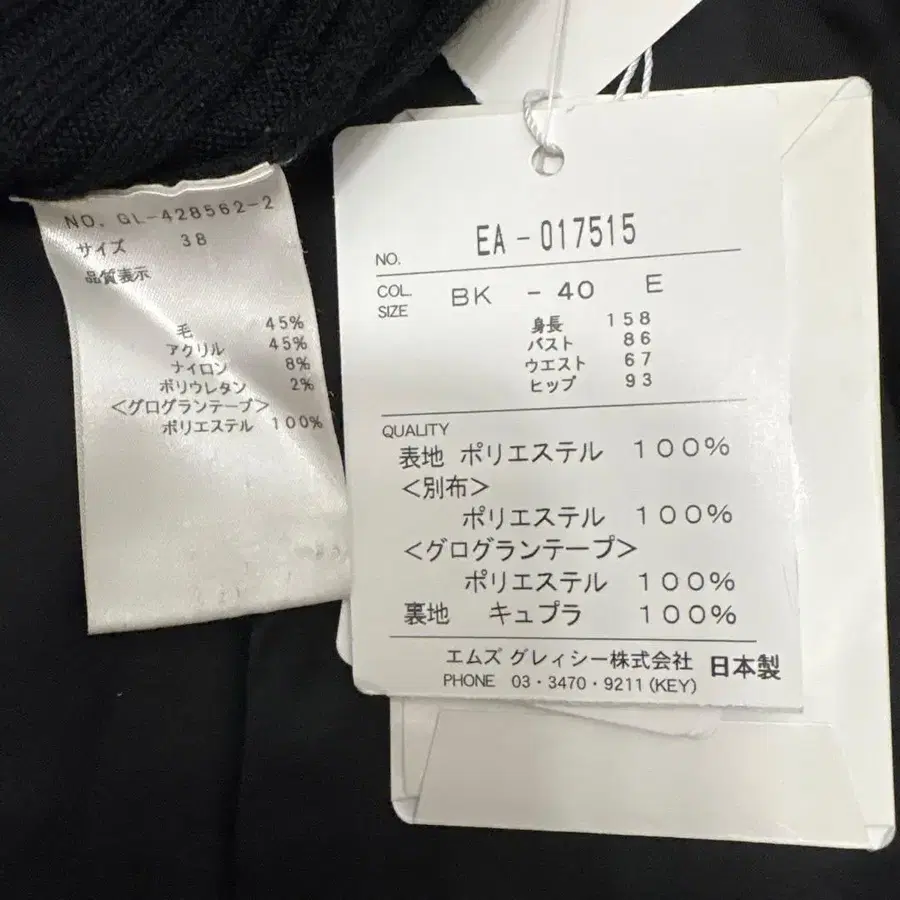 NO. GL-428562-2
サイズ 38
品質表示
毛 45%
アクリル 45%
ナイロン 8%
ポリウレタン 2%
<グログランテープ>
ポリエステル 100%
NO. EA-017515
COL. SIZE BK - 40 E
身長 158
バスト 86
ウエスト 67
ヒップ 93
QUALITY
表地 ポリエステル 100%
<別布>
ポリエステル 100%
<グログランテープ>
ポリエステル 100%
裏地 キュプラ 100%
エムズ グレィシー株式会社 日本製
PHONE 03・3470・9211(KEY)